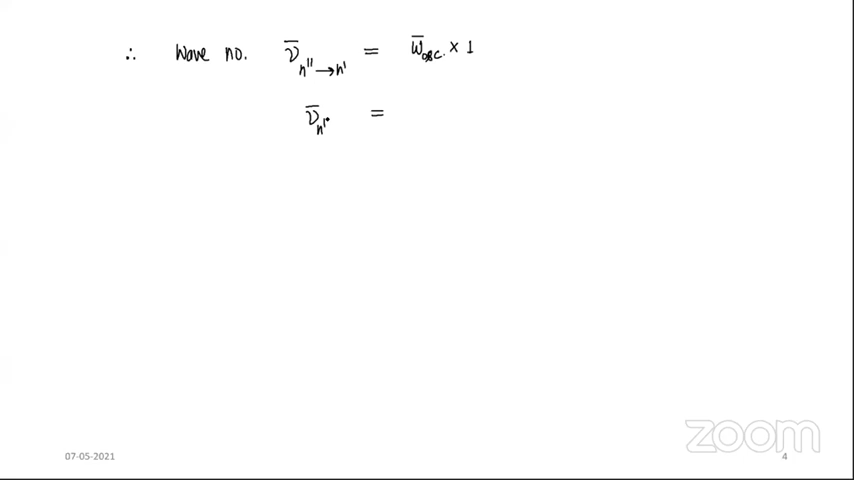 ∴ Wave no. ν̄ n''→n' = ω̄osc. × 1
ν̄n'' =
zoom
07-05-2021
4